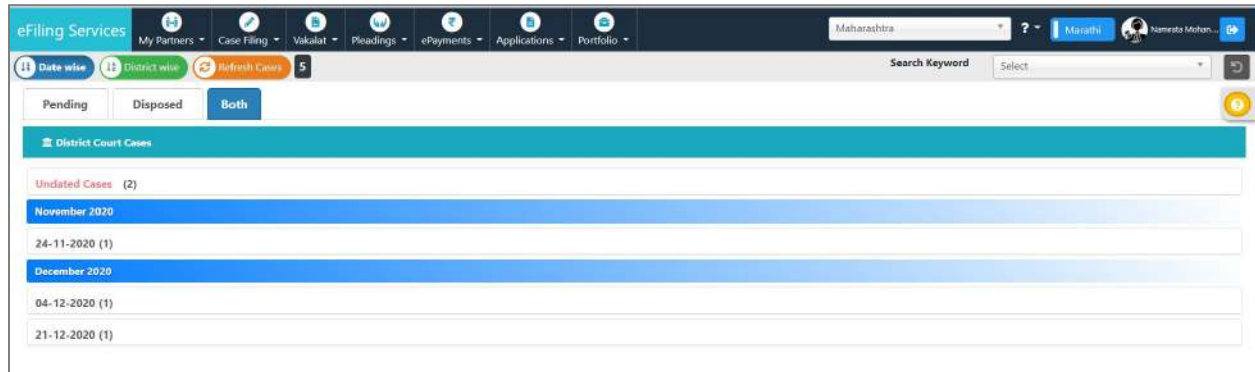 eFiling Services My Partners Case Filing Vakalat Pleadings ePayments Applications Portfolio Maharashtra ? Marathi Namrata Mohan...
Date wise District wise Refresh Cases 5 Search Keyword Select
Pending Disposed Both
District Court Cases
Undated Cases (2)
November 2020
24-11-2020 (1)
December 2020
04-12-2020 (1)
21-12-2020 (1)